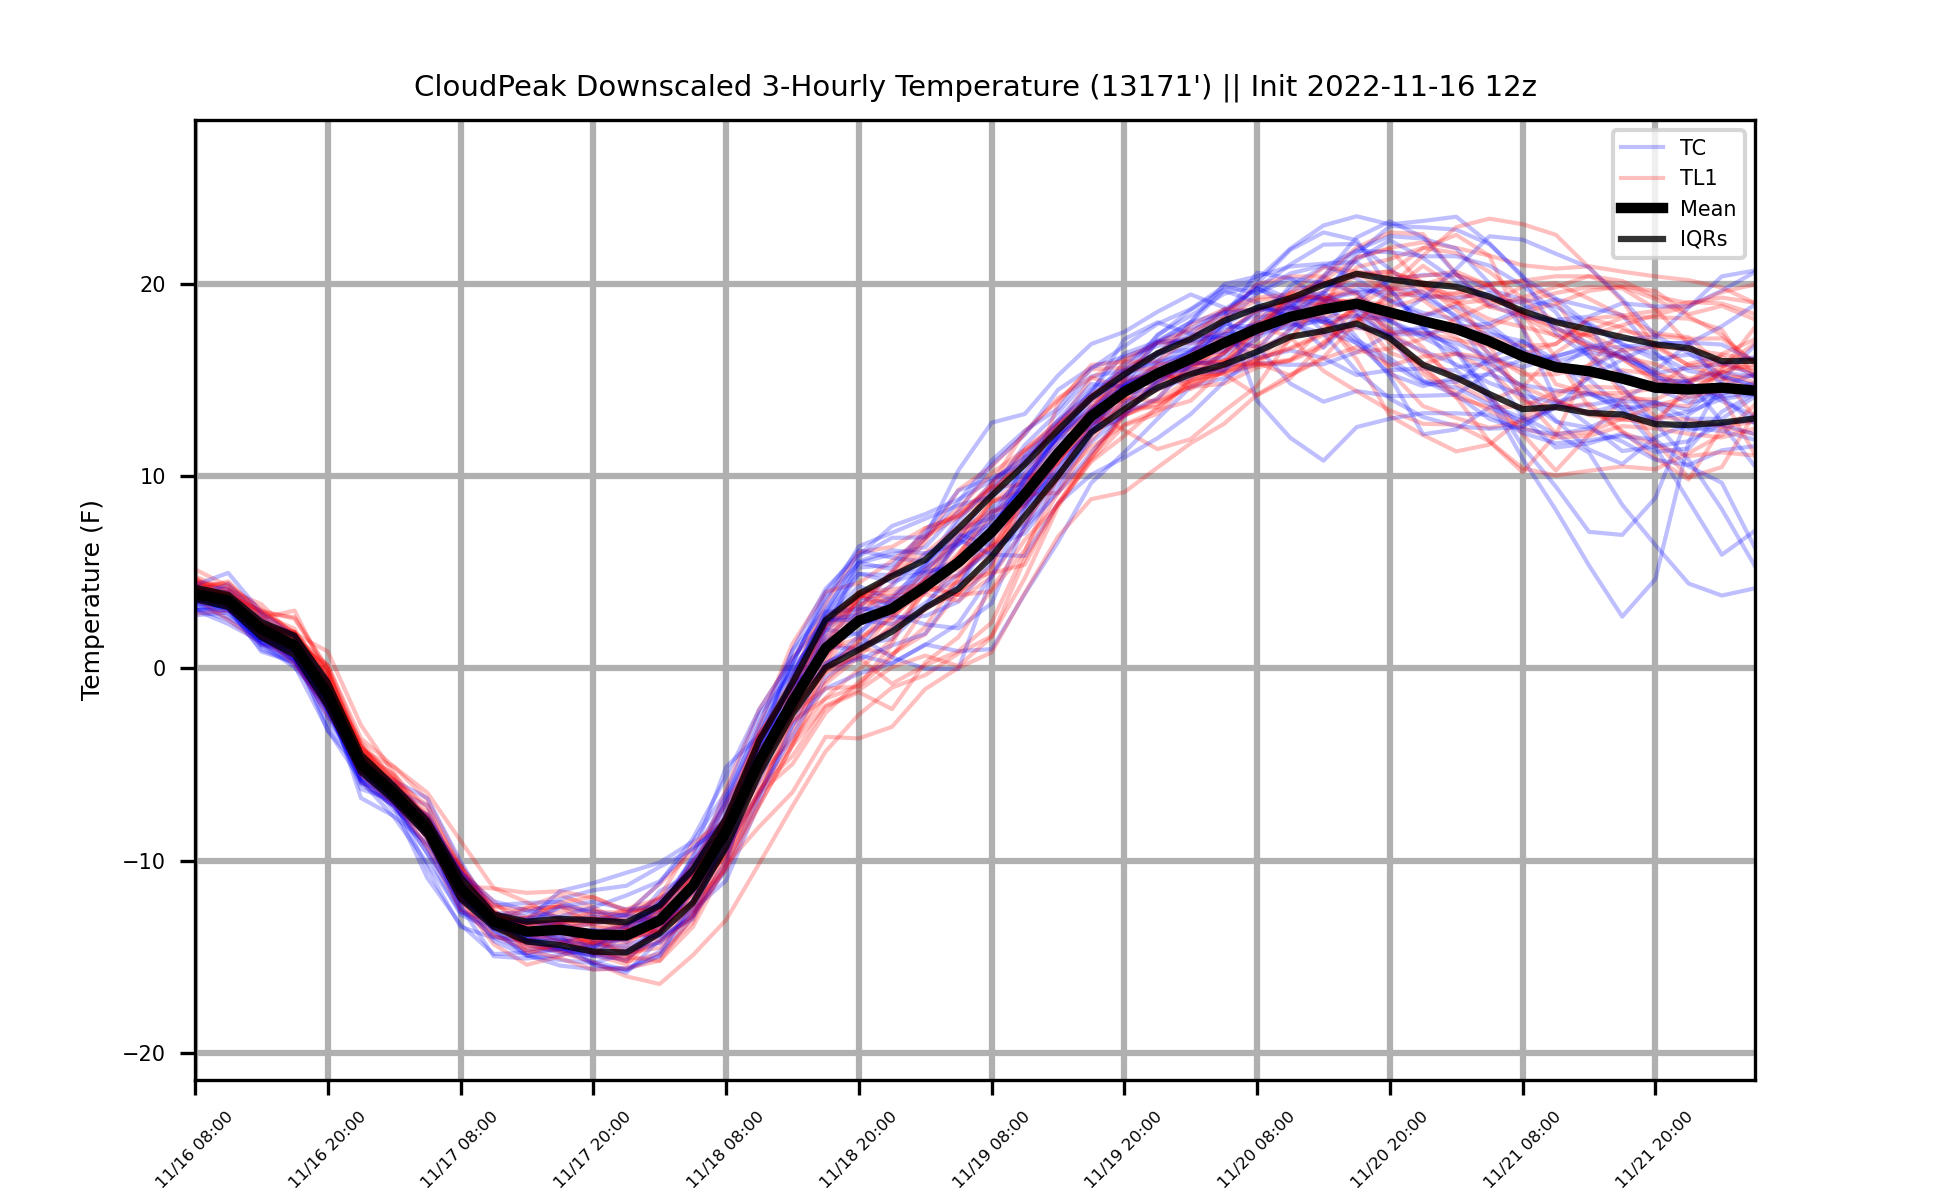 CloudPeak Downscaled 3-Hourly Temperature (13171') || Init 2022-11-16 12z
TC
TL1
Mean
IQRs
Temperature (F)
20
10
0
−10
−20
11/16 08:00
11/16 20:00
11/17 08:00
11/17 20:00
11/18 08:00
11/18 20:00
11/19 08:00
11/19 20:00
11/20 08:00
11/20 20:00
11/21 08:00
11/21 20:00